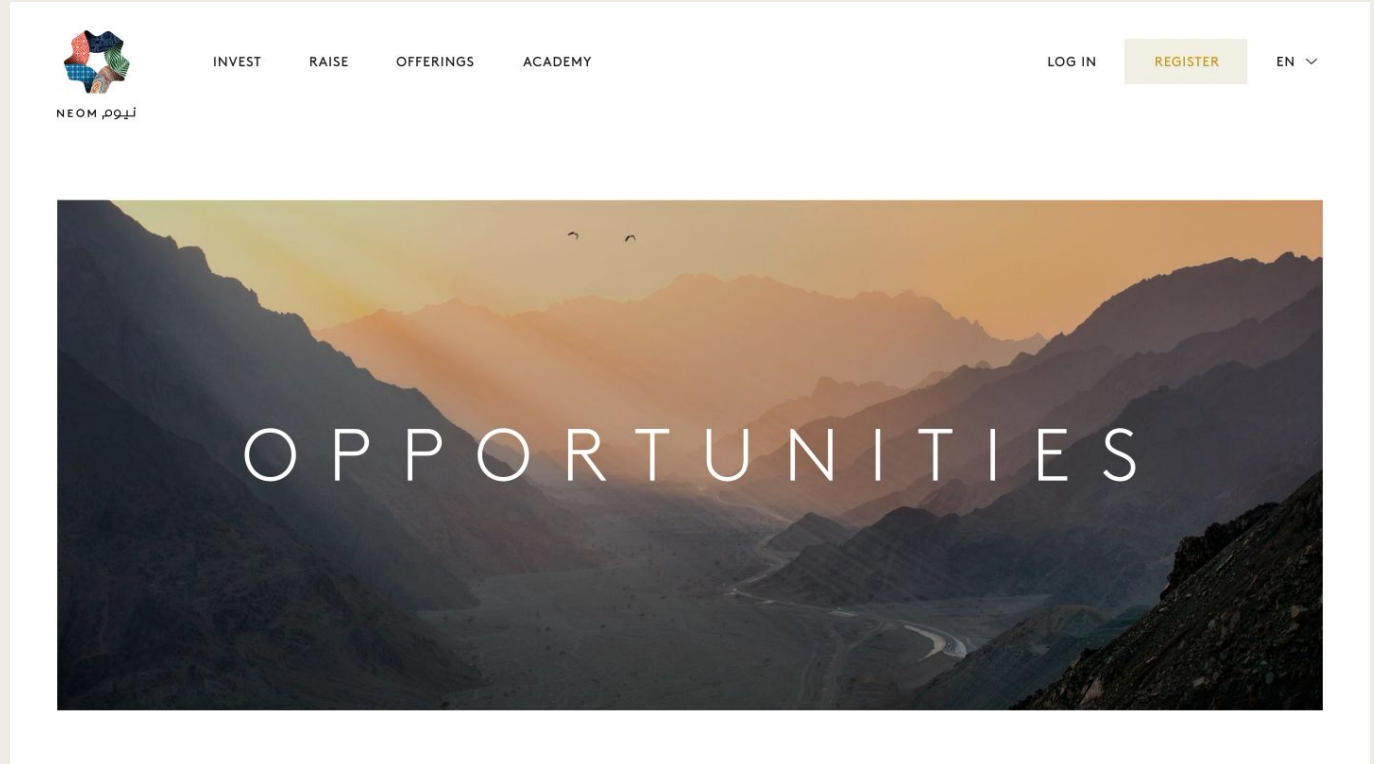 INVEST RAISE OFFERINGS ACADEMY LOG IN REGISTER EN
NEOM نيوم
OPPORTUNITIES